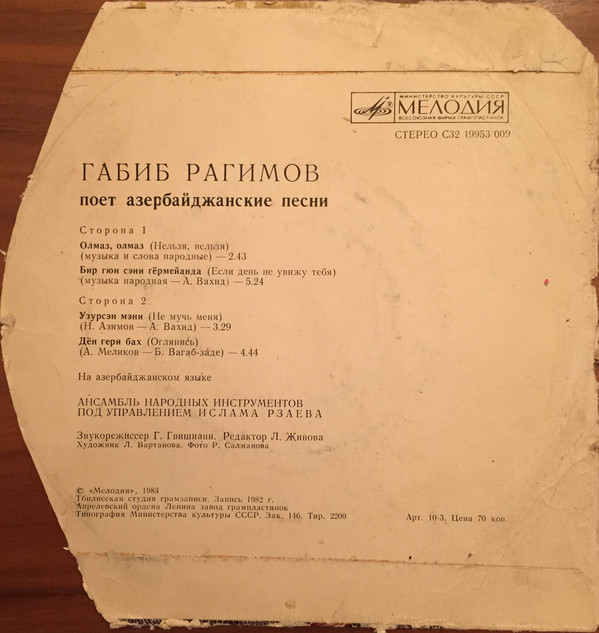 МИНИСТЕРСТВО КУЛЬТУРЫ СССР
МЕЛОДИЯ
ВСЕСОЮЗНАЯ ФИРМА ГРАМПЛАСТИНОК
СТЕРЕО С32 19953 009
ГАБИБ РАГИМОВ
поет азербайджанские песни
Сторона 1
Олмаз, олмаз (Нельзя, нельзя)
(музыка и слова народные) — 2.43
Бир гюн сэни гёрмейанда (Если день не увижу тебя)
(музыка народная — А. Вахид) — 5.24
Сторона 2
Узурсэн мэни (Не мучь меня)
(Н. Азимов — А. Вахид) — 3.29
Дён гери бах (Оглянись)
(А. Меликов — Б. Вагаб-заде) — 4.44
На азербайджанском языке
АНСАМБЛЬ НАРОДНЫХ ИНСТРУМЕНТОВ
ПОД УПРАВЛЕНИЕМ ИСЛАМА РЗАЕВА
Звукорежиссер Г. Гвишиани. Редактор Л. Живова
Художник Л. Вартанова. Фото Р. Салманова
© «Мелодия», 1983
Тбилисская студия грамзаписи. Запись 1982 г.
Апрелевский ордена Ленина завод грампластинок
Типография Министерства культуры СССР. Зак. 146. Тир. 2200
Арт. 10-3. Цена 70 коп.